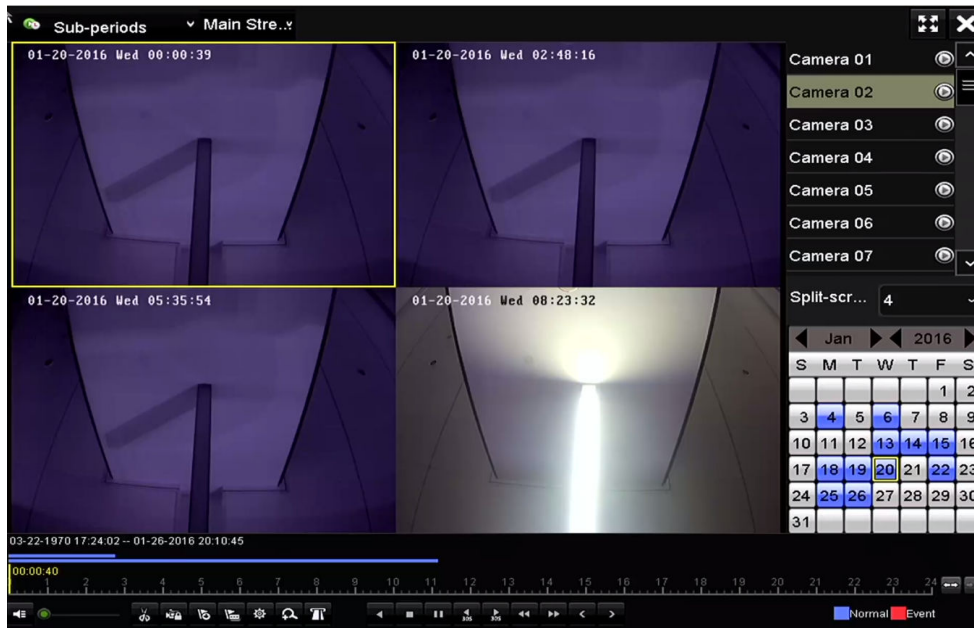 Sub-periods
Main Stre...
01-20-2016 Wed 00:00:39
01-20-2016 Wed 02:48:16
01-20-2016 Wed 05:35:54
01-20-2016 Wed 08:23:32
Camera 01
Camera 02
Camera 03
Camera 04
Camera 05
Camera 06
Camera 07
Split-scr... 4
Jan 2016
S M T W T F S
1 2
3 4 5 6 7 8 9
10 11 12 13 14 15 16
17 18 19 20 21 22 23
24 25 26 27 28 29 30
31
03-22-1970 17:24:02 -- 01-26-2016 20:10:45
00:00:40
1 2 3 4 5 6 7 8 9 10 11 12 13 14 15 16 17 18 19 20 21 22 23 24
30S 30S
Normal Event